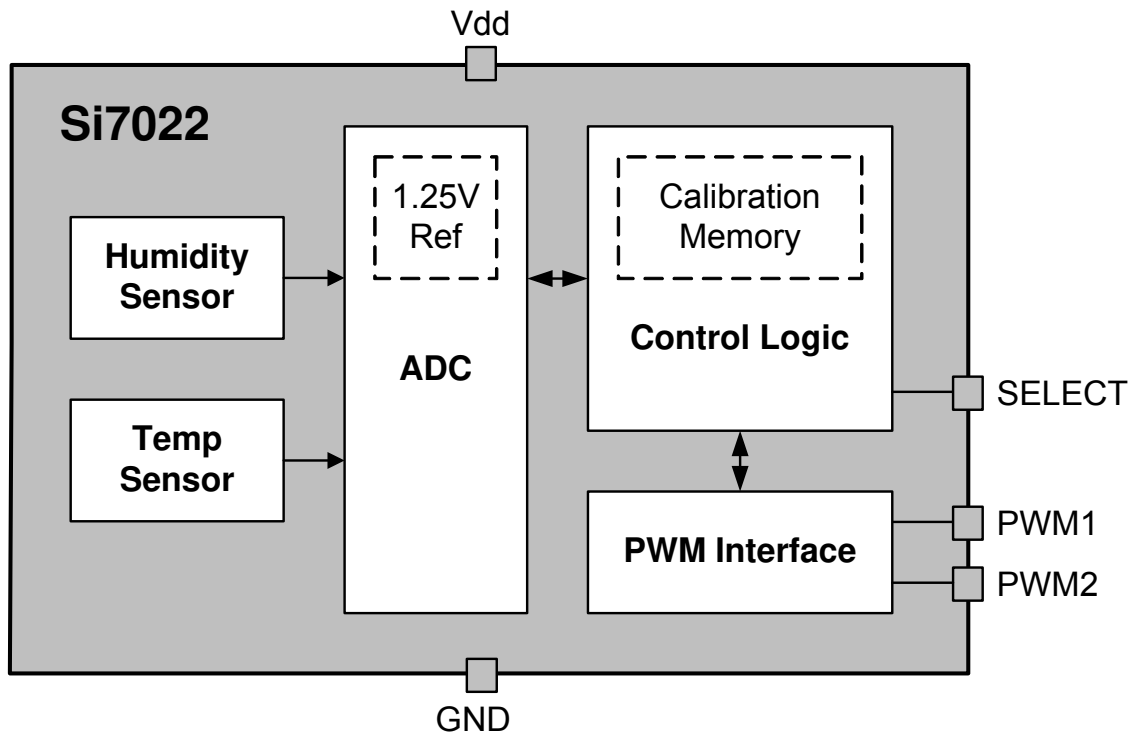 Vdd
Si7022
1.25V
Ref
Calibration
Memory
Humidity
Sensor
Control Logic
ADC
SELECT
Temp
Sensor
PWM1
PWM Interface
PWM2
GND